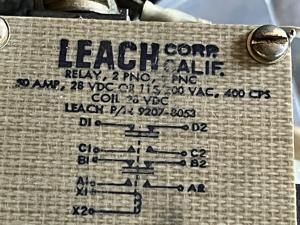 LEACH CORP.
CALIF.
RELAY, 2 PNO, PNC
50 AMP, 28 VDC OR 115 200 VAC, 400 CPS
COIL 28 VDC
LEACH P/N 9207-8053
D1 D2
C1 C2
B1 B2
A1 A2
X1
X2